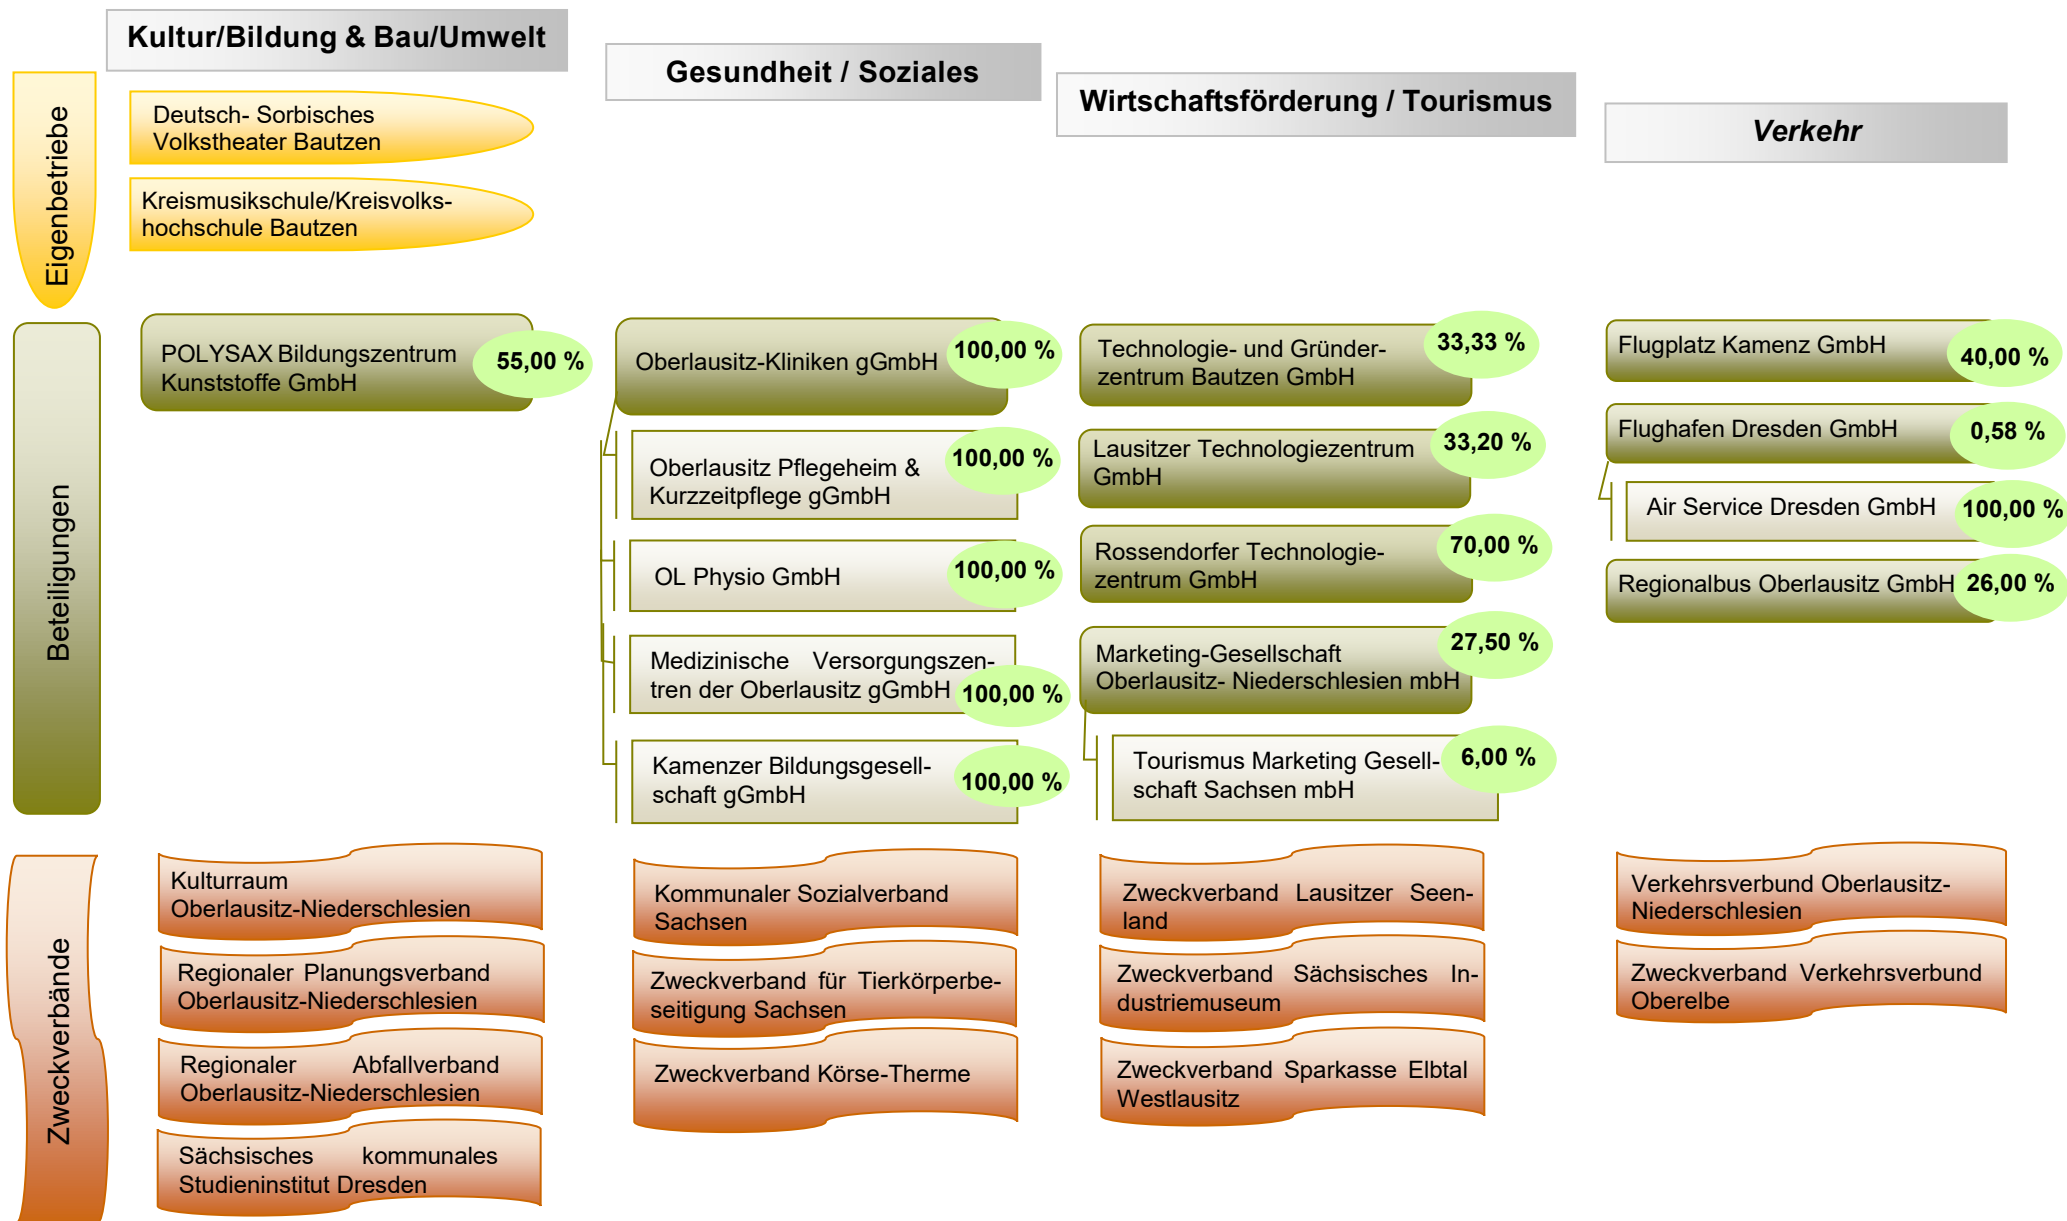 Kultur/Bildung & Bau/Umwelt
Gesundheit / Soziales
Wirtschaftsförderung / Tourismus
Verkehr
Eigenbetriebe
Deutsch- Sorbisches
Volkstheater Bautzen
Kreismusikschule/Kreisvolks-
hochschule Bautzen
Beteiligungen
POLYSAX Bildungszentrum
Kunststoffe GmbH
55,00 %
Oberlausitz-Kliniken gGmbH
100,00 %
Oberlausitz Pflegeheim &
Kurzzeitpflege gGmbH
100,00 %
OL Physio GmbH
100,00 %
Medizinische Versorgungszen-
tren der Oberlausitz gGmbH
100,00 %
Kamenzer Bildungsgesell-
schaft gGmbH
100,00 %
Technologie- und Gründer-
zentrum Bautzen GmbH
33,33 %
Lausitzer Technologiezentrum
GmbH
33,20 %
Rossendorfer Technologie-
zentrum GmbH
70,00 %
Marketing-Gesellschaft
Oberlausitz- Niederschlesien mbH
27,50 %
Tourismus Marketing Gesell-
schaft Sachsen mbH
6,00 %
Flugplatz Kamenz GmbH
40,00 %
Flughafen Dresden GmbH
0,58 %
Air Service Dresden GmbH
100,00 %
Regionalbus Oberlausitz GmbH
26,00 %
Zweckverbände
Kulturraum
Oberlausitz-Niederschlesien
Regionaler Planungsverband
Oberlausitz-Niederschlesien
Regionaler Abfallverband
Oberlausitz-Niederschlesien
Sächsisches kommunales
Studieninstitut Dresden
Kommunaler Sozialverband
Sachsen
Zweckverband für Tierkörperbe-
seitigung Sachsen
Zweckverband Körse-Therme
Zweckverband Lausitzer Seen-
land
Zweckverband Sächsisches In-
dustriemuseum
Zweckverband Sparkasse Elbtal
Westlausitz
Verkehrsverbund Oberlausitz-
Niederschlesien
Zweckverband Verkehrsverbund
Oberelbe